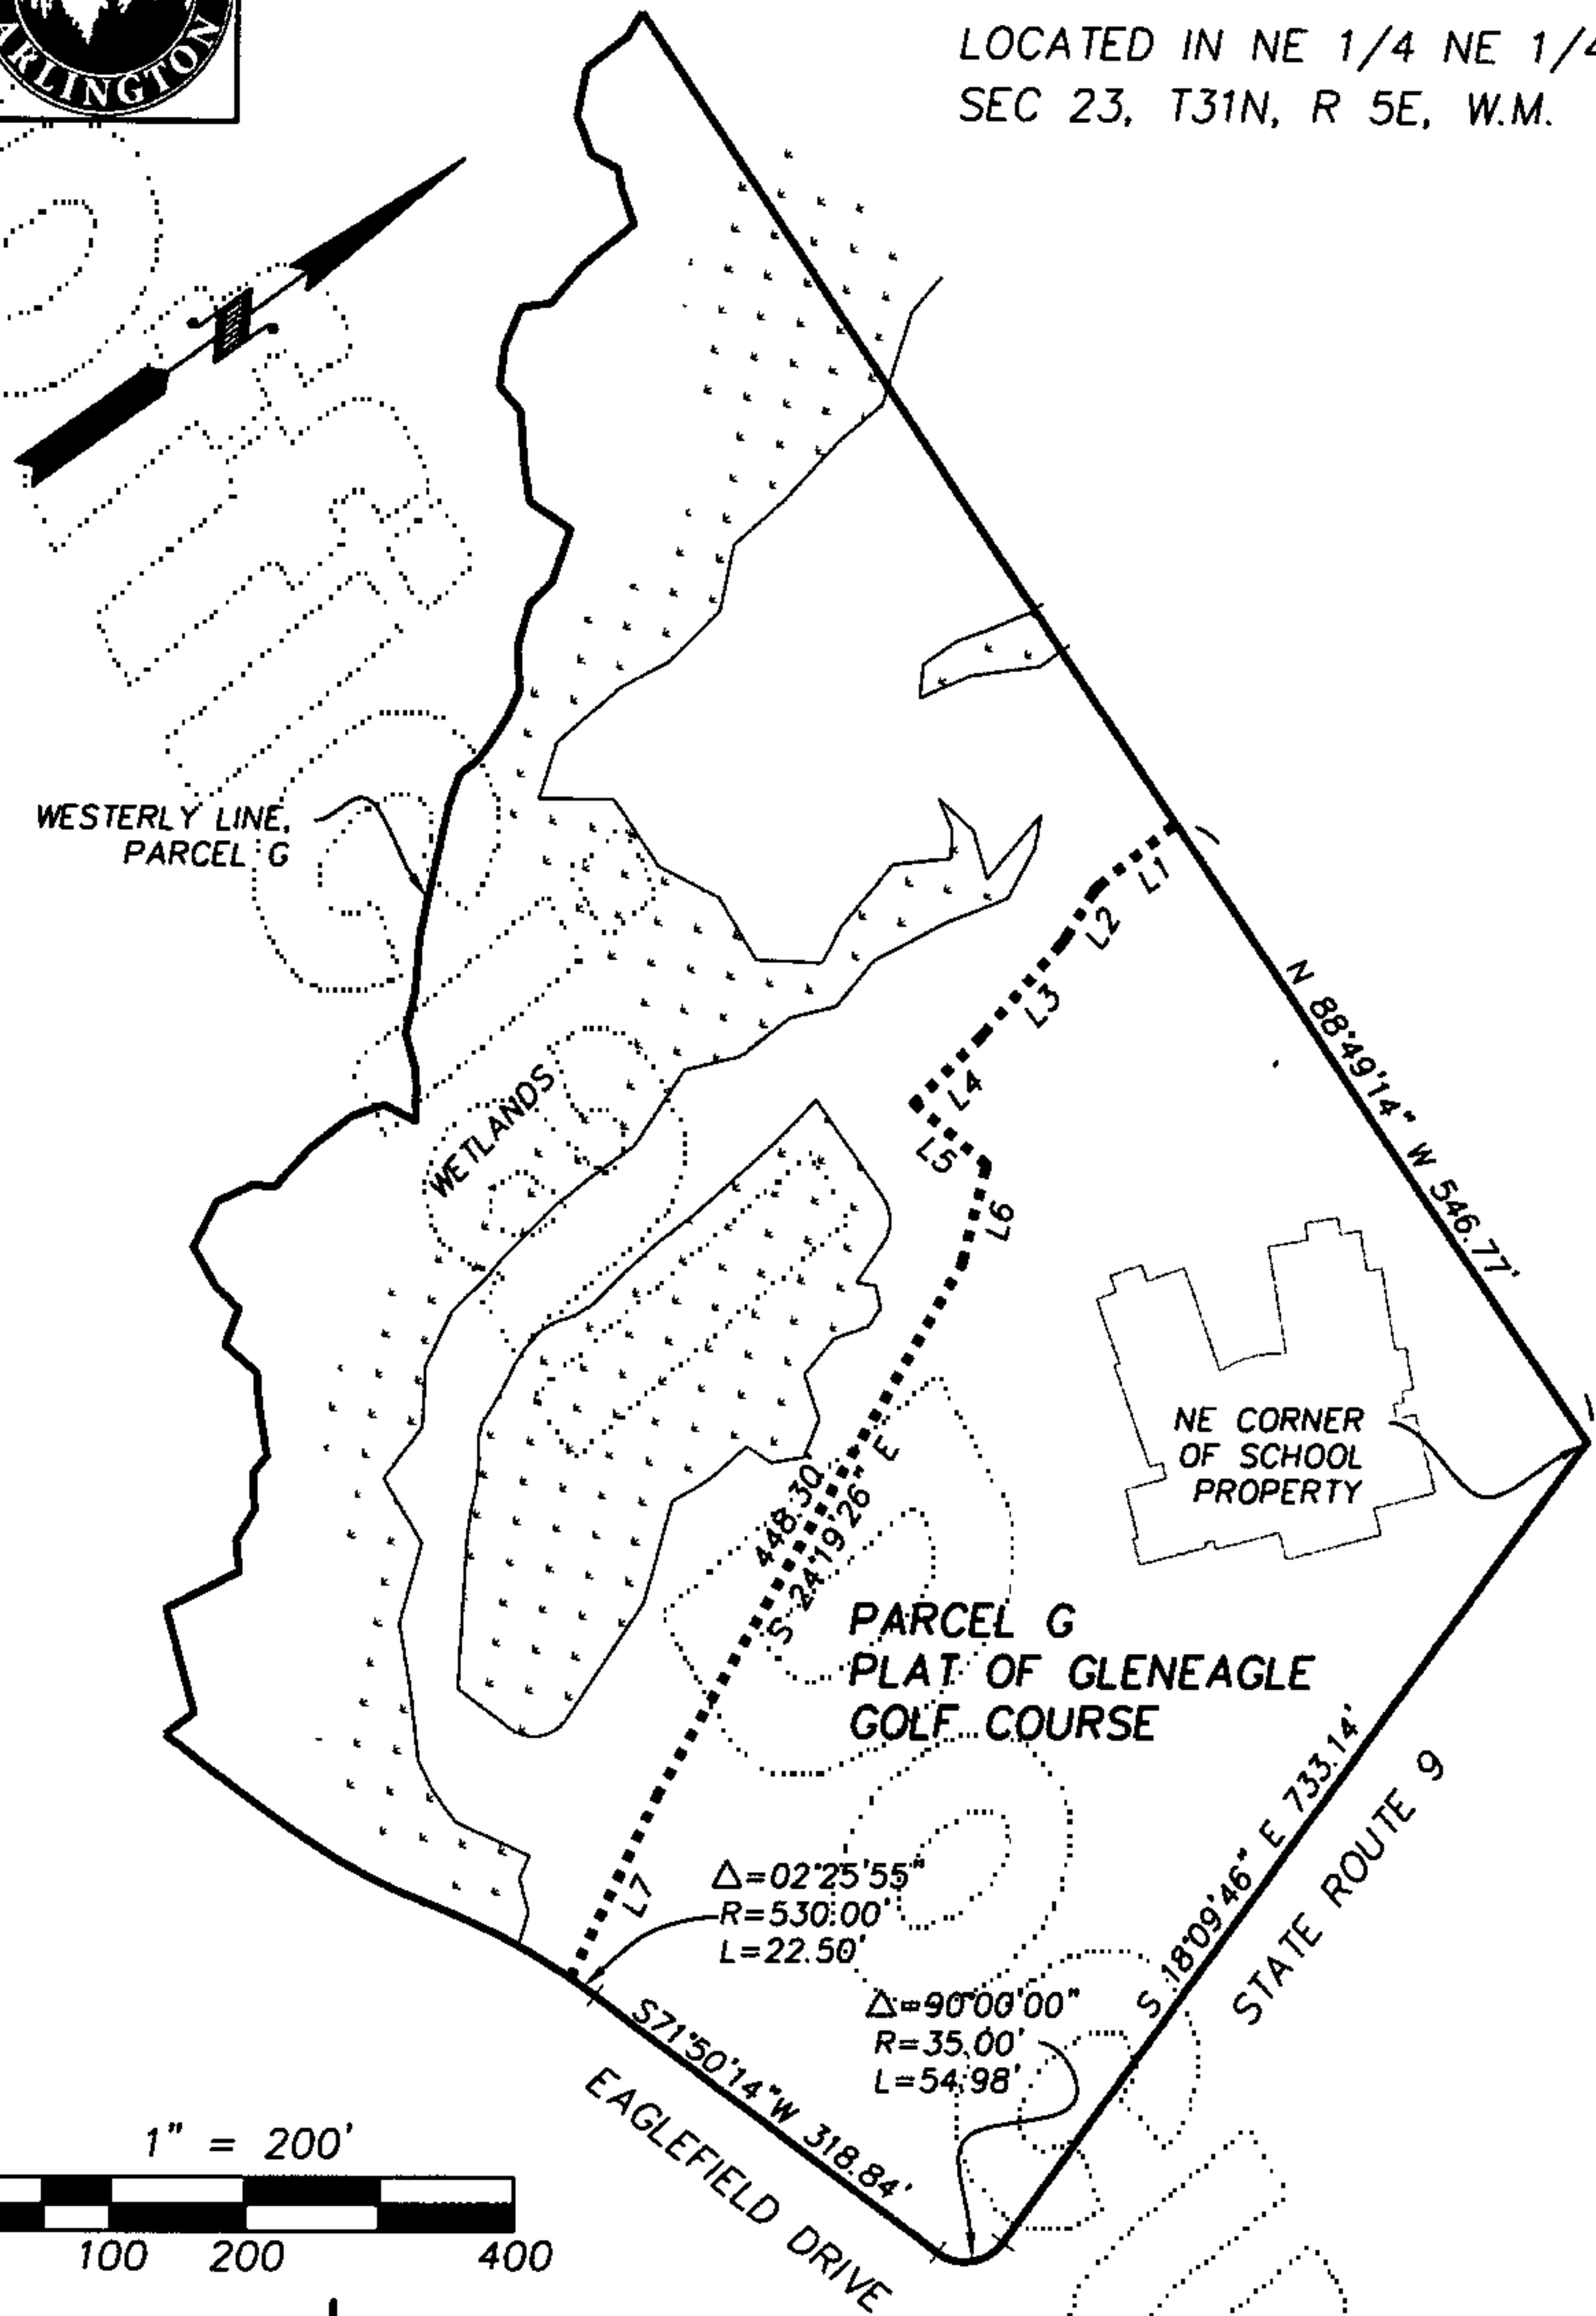 ARLINGTON
LOCATED IN NE 1/4 NE 1/4
SEC 23, T31N, R 5E, W.M.
WESTERLY LINE,
PARCEL G
L1
L2
L3
L4
L5
L6
N 88°49'14" W 546.77'
WETLANDS
NE CORNER
OF SCHOOL
PROPERTY
448.30
S 24°19'26" E
PARCEL G
PLAT OF GLENEAGLE
GOLF COURSE
S 18°09'46" E 733.14'
STATE ROUTE 9
L7
Δ=02°25'55"
R=530.00'
L=22.50'
Δ=90°00'00"
R=35.00'
L=54.98'
S71°50'14"W 318.84'
EAGLEFIELD DRIVE
1" = 200'
100 200 400